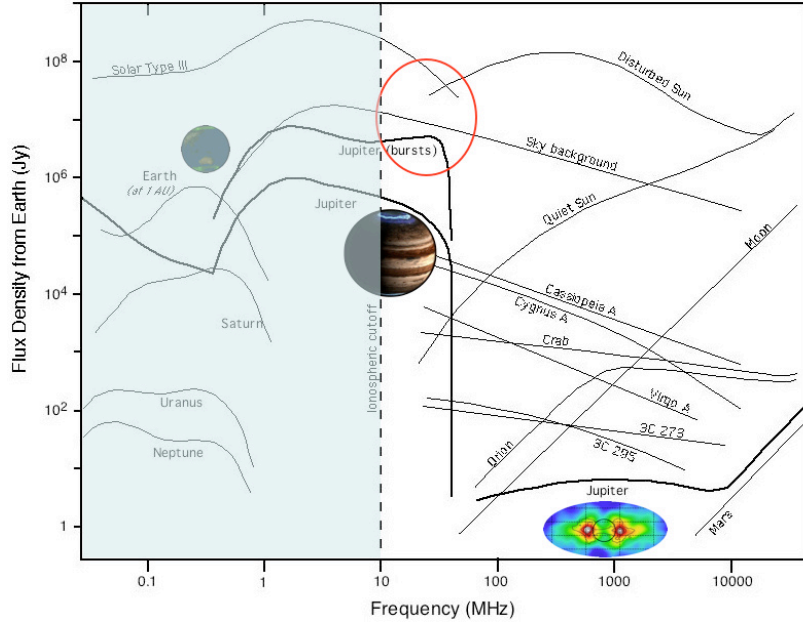 10⁸
10⁶
10⁴
10²
1
Flux Density from Earth (Jy)
0.1
1
10
100
1000
10000
Frequency (MHz)
Solar Type III
Disturbed Sun
Earth
(at 1 AU)
Jupiter (bursts)
Sky background
Jupiter
Quiet Sun
Moon
Cassiopeia A
Cygnus A
Saturn
Ionospheric cutoff
Crab
Virgo A
Uranus
3C 273
Neptune
Orion
3C 295
Jupiter
Mars